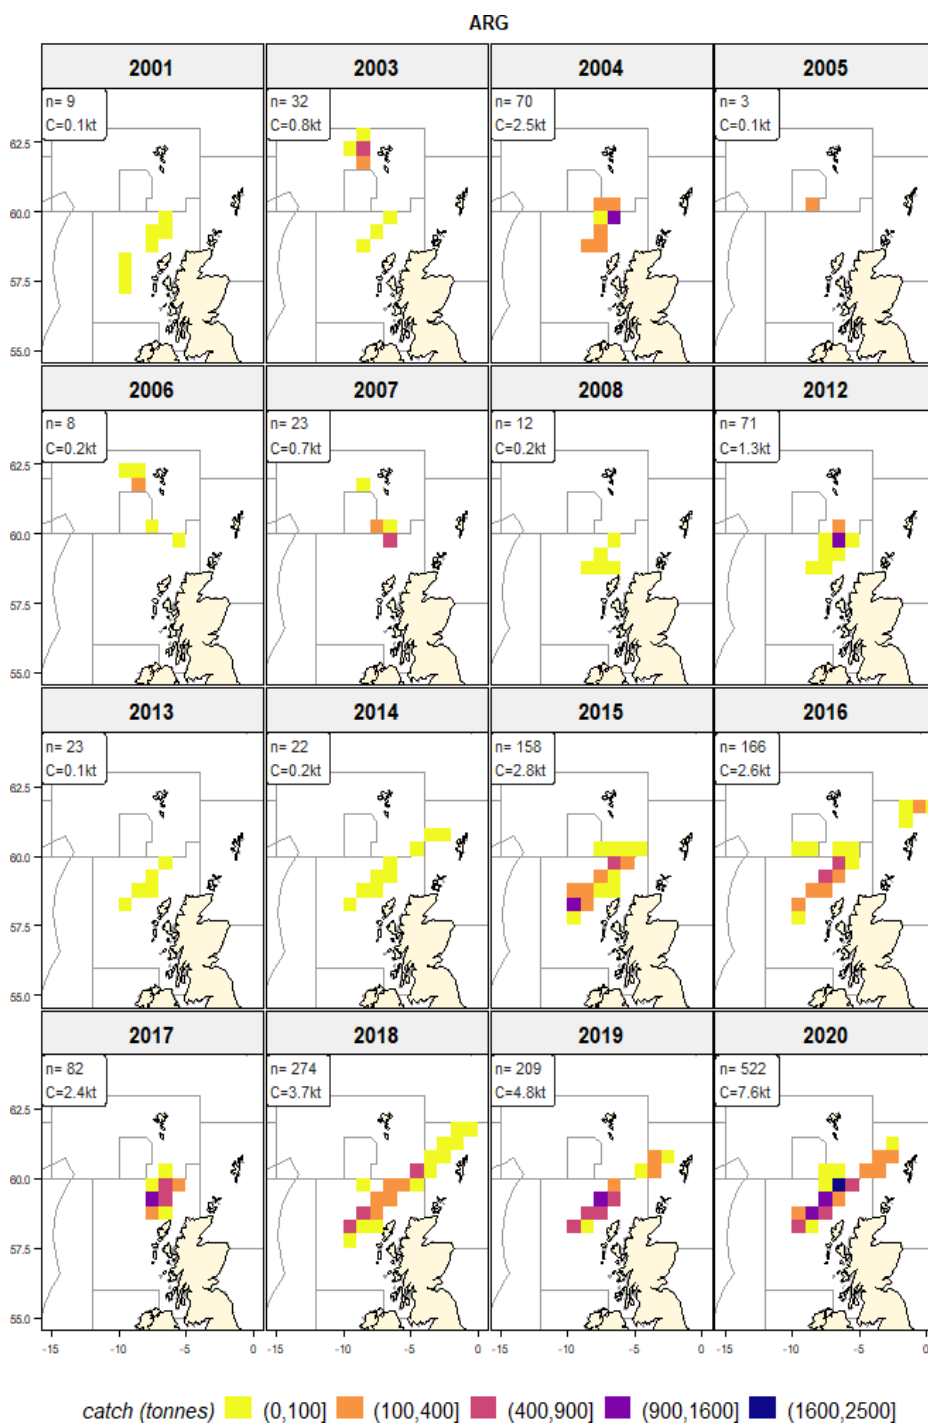 ARG
2001 2003 2004 2005
n= 9 n= 32 n= 70 n= 3
C=0.1kt C=0.8kt C=2.5kt C=0.1kt
62.5
60.0
57.5
55.0
2006 2007 2008 2012
n= 8 n= 23 n= 12 n= 71
C=0.2kt C=0.7kt C=0.2kt C=1.3kt
62.5
60.0
57.5
55.0
2013 2014 2015 2016
n= 23 n= 22 n= 158 n= 166
C=0.1kt C=0.2kt C=2.8kt C=2.6kt
62.5
60.0
57.5
55.0
2017 2018 2019 2020
n= 82 n= 274 n= 209 n= 522
C=2.4kt C=3.7kt C=4.8kt C=7.6kt
62.5
60.0
57.5
55.0
-15 -10 -5 0 -15 -10 -5 0 -15 -10 -5 0 -15 -10 -5 0
catch (tonnes) (0,100] (100,400] (400,900] (900,1600] (1600,2500]